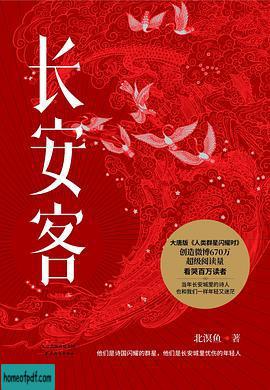 长安客
大唐版《人类群星闪耀时》
创造微博670万
超级阅读量
看哭百万读者
当年长安城里的诗人
也和我们一样年轻又迷茫
北溟鱼 著
他们是诗国闪耀的群星,他们是长安城里忧伤的年轻人
homeofpdf.com